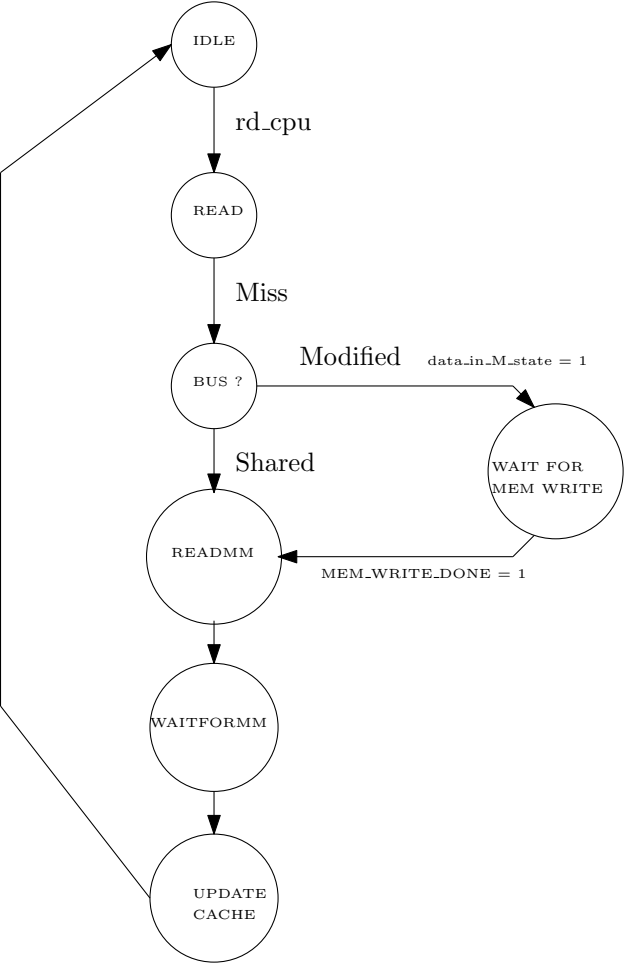 IDLE
rd_cpu
READ
Miss
Modified
data_in_M_state = 1
BUS ?
Shared
WAIT FOR
MEM WRITE
READMM
MEM_WRITE_DONE = 1
WAITFORMM
UPDATE
CACHE